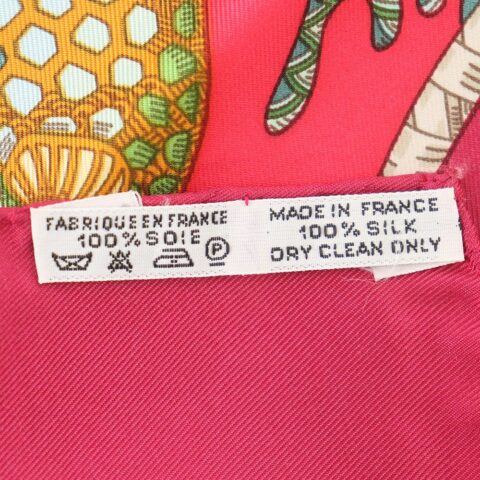 FABRIQUE EN FRANCE
100% SOIE
P
MADE IN FRANCE
100% SILK
DRY CLEAN ONLY